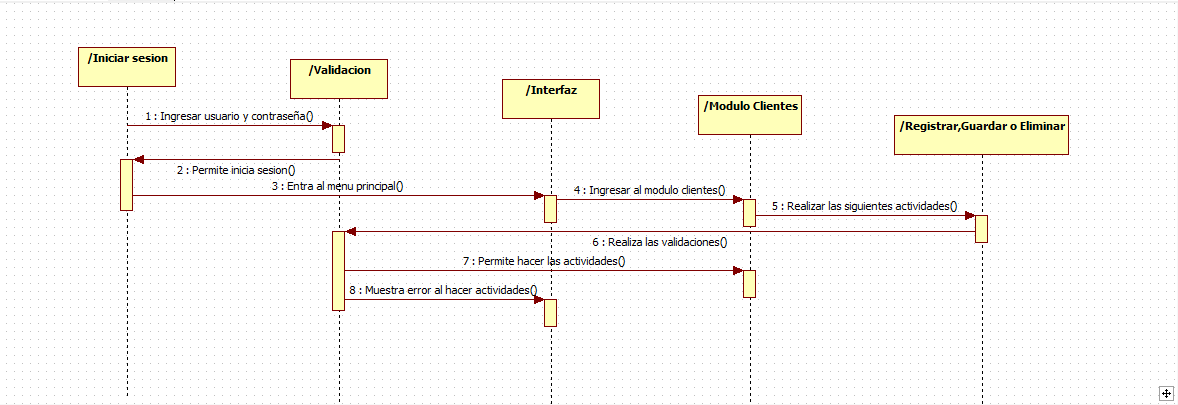 /Iniciar sesion
/Validacion
/Interfaz
/Modulo Clientes
/Registrar,Guardar o Eliminar
1 : Ingresar usuario y contraseña()
2 : Permite inicia sesion()
3 : Entra al menu principal()
4 : Ingresar al modulo clientes()
5 : Realizar las siguientes actividades()
6 : Realiza las validaciones()
7 : Permite hacer las actividades()
8 : Muestra error al hacer actividades()